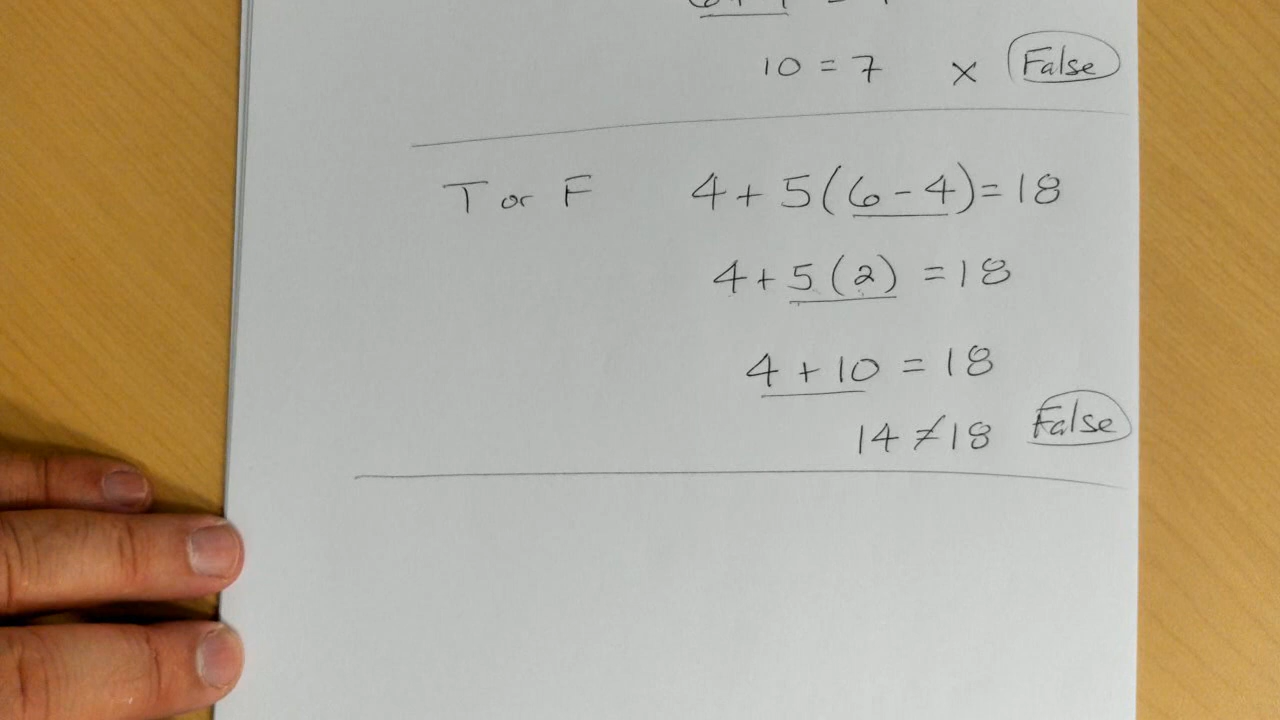 10 = 7 × False
T or F 4 + 5(6 - 4) = 18
4 + 5(2) = 18
4 + 10 = 18
14 ≠ 18 False